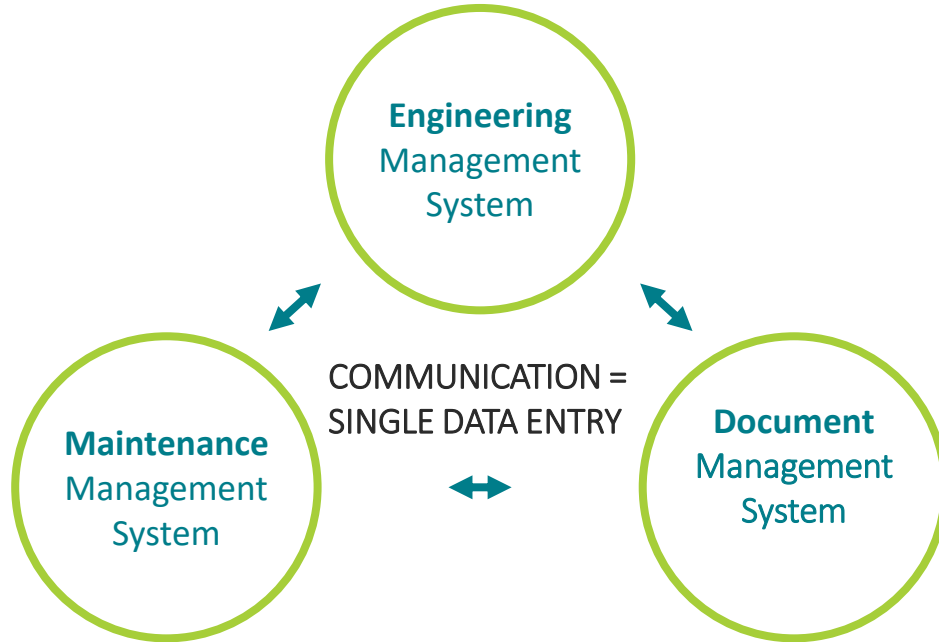 Engineering
Management
System
COMMUNICATION =
SINGLE DATA ENTRY
Maintenance
Management
System
Document
Management
System